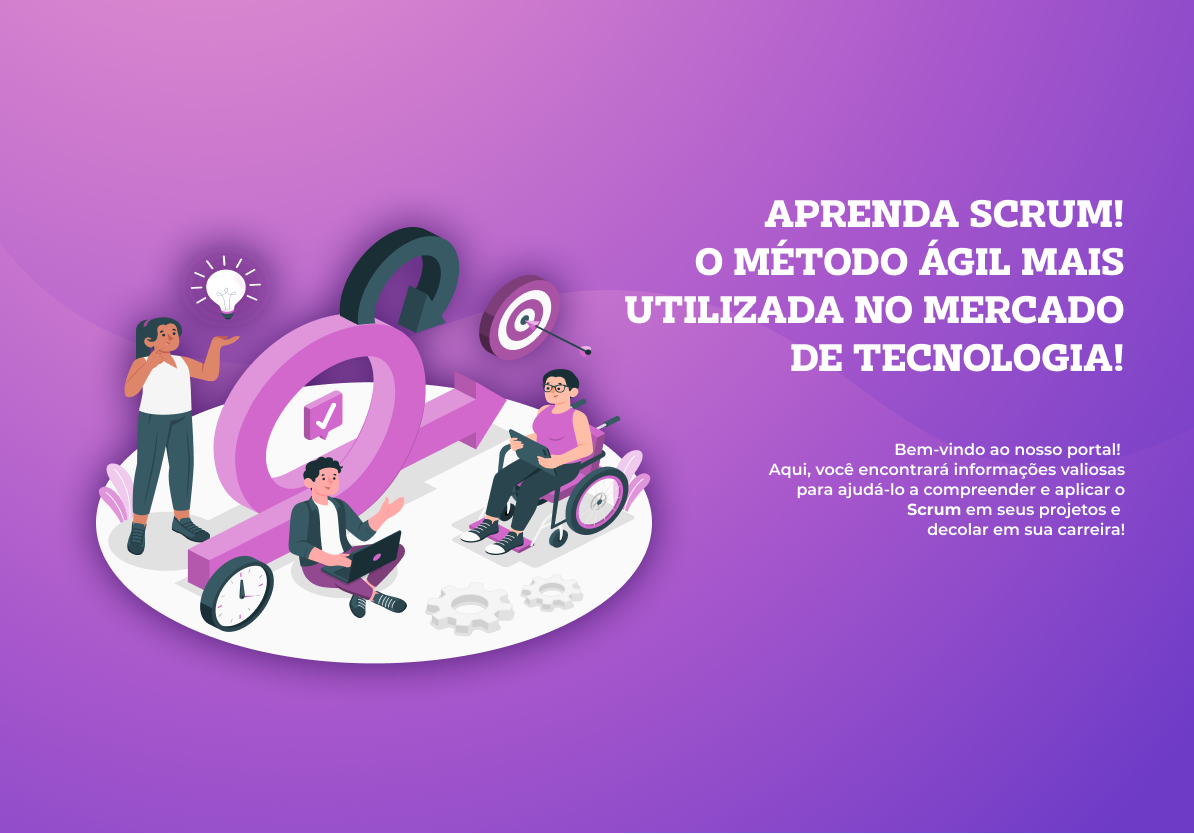 APRENDA SCRUM!
O MÉTODO ÁGIL MAIS
UTILIZADA NO MERCADO
DE TECNOLOGIA!
Bem-vindo ao nosso portal!
Aqui, você encontrará informações valiosas
para ajudá-lo a compreender e aplicar o
Scrum em seus projetos e
decolar em sua carreira!